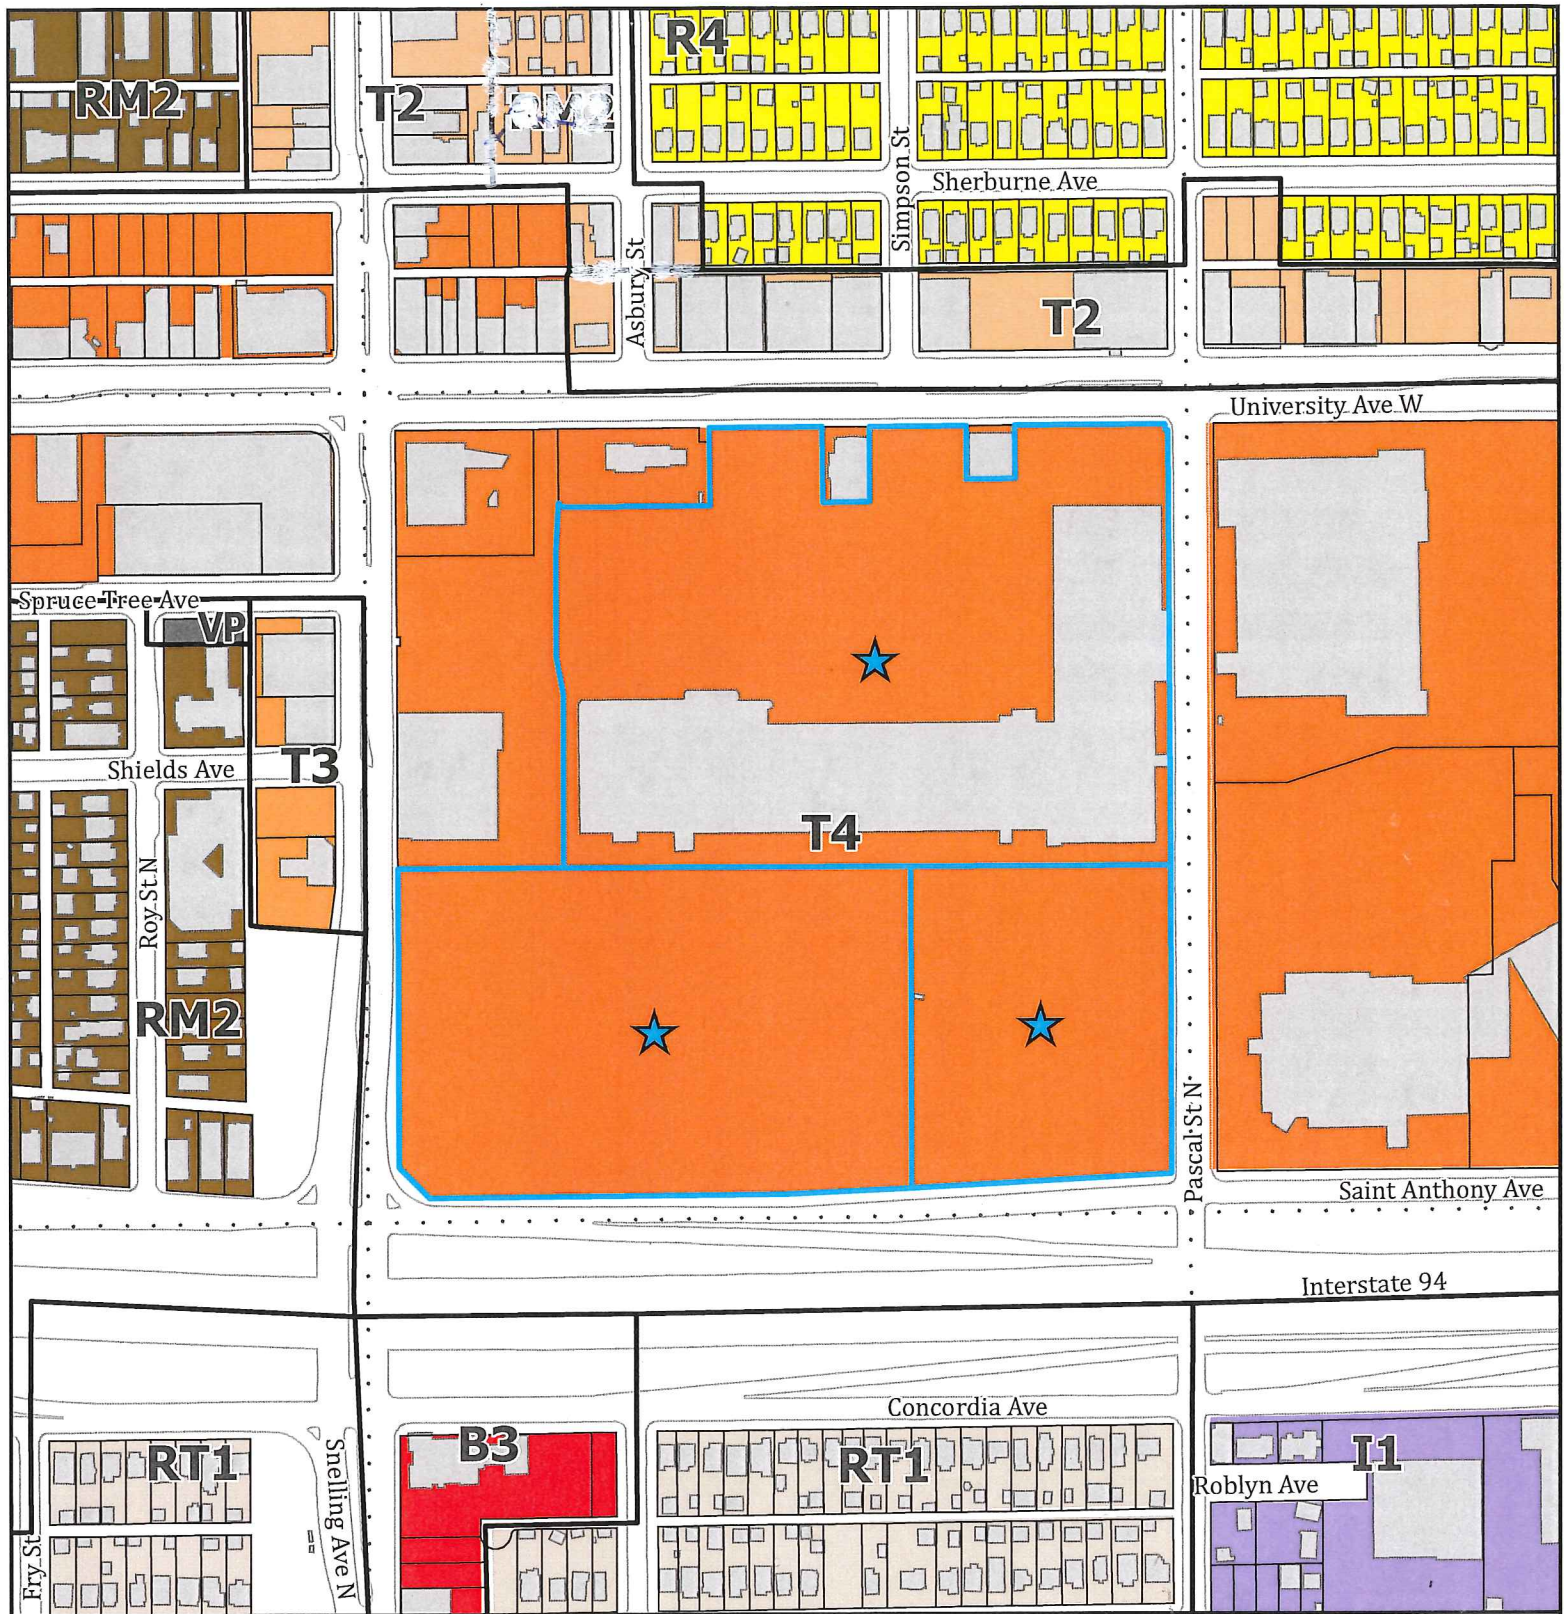 R4
RM2
T2
RM2
Simpson St
Sherburne Ave
Asbury St
T2
University Ave W
Spruce Tree Ave
VP
T3
Shields Ave
T4
Roy St N
RM2
Pascal St N
Saint Anthony Ave
Interstate 94
Concordia Ave
B3
RT1
RT1
I1
Roblyn Ave
Snelling Ave N
Fry St